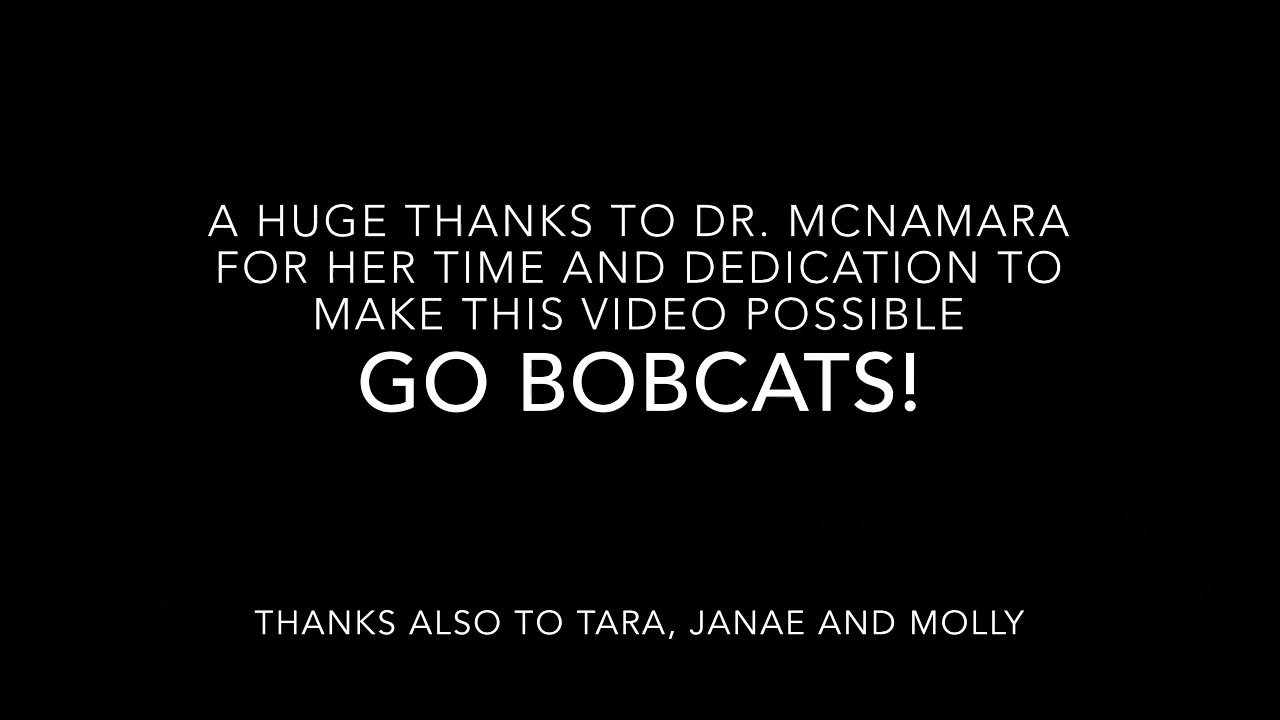 A HUGE THANKS TO DR. MCNAMARA
FOR HER TIME AND DEDICATION TO
MAKE THIS VIDEO POSSIBLE
GO BOBCATS!
THANKS ALSO TO TARA, JANAE AND MOLLY